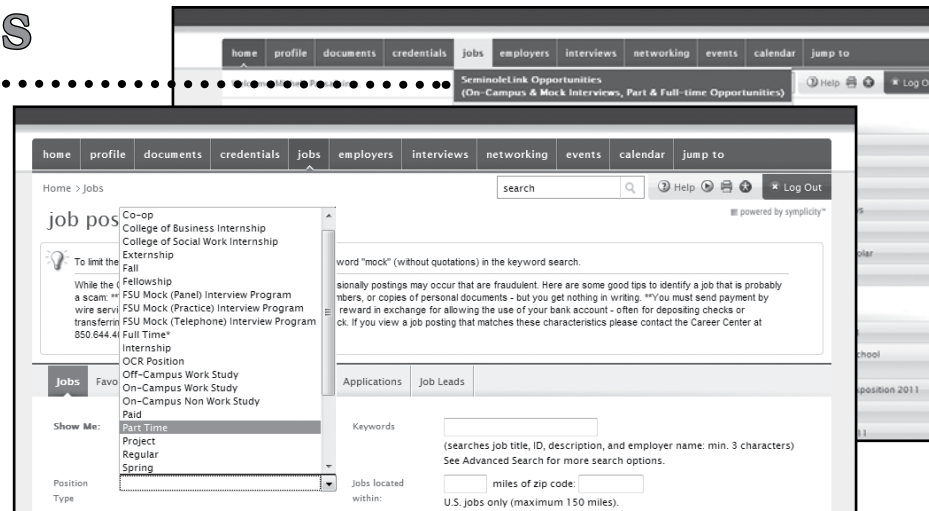 S
home profile documents credentials jobs employers interviews networking events calendar jump to
SeminoleLink Opportunities
(On-Campus & Mock Interviews, Part & Full-time Opportunities)
Help Log O
ys
olar
chool
xposition 2011
11
home profile documents credentials jobs employers interviews networking events calendar jump to
Home > Jobs
search
Help Log Out
job pos
powered by symplicity™
Co-op
College of Business Internship
College of Social Work Internship
Externship
Fall
Fellowship
FSU Mock (Panel) Interview Program
FSU Mock (Practice) Interview Program
FSU Mock (Telephone) Interview Program
Full Time*
Internship
OCR Position
Off-Campus Work Study
On-Campus Work Study
On-Campus Non Work Study
Paid
Part Time
Project
Regular
Spring
To limit the word "mock" (without quotations) in the keyword search.
While the C sionally postings may occur that are fraudulent. Here are some good tips to identify a job that is probably
a scam: ** mbers, or copies of personal documents - but you get nothing in writing. **You must send payment by
wire servi reward in exchange for allowing the use of your bank account - often for depositing checks or
transferrin ck. If you view a job posting that matches these characteristics please contact the Career Center at
850.644.6
Jobs Favo Applications Job Leads
Show Me:
Keywords
(searches job title, ID, description, and employer name: min. 3 characters)
See Advanced Search for more search options.
Position
Type
Jobs located
within:
miles of zip code:
U.S. jobs only (maximum 150 miles).